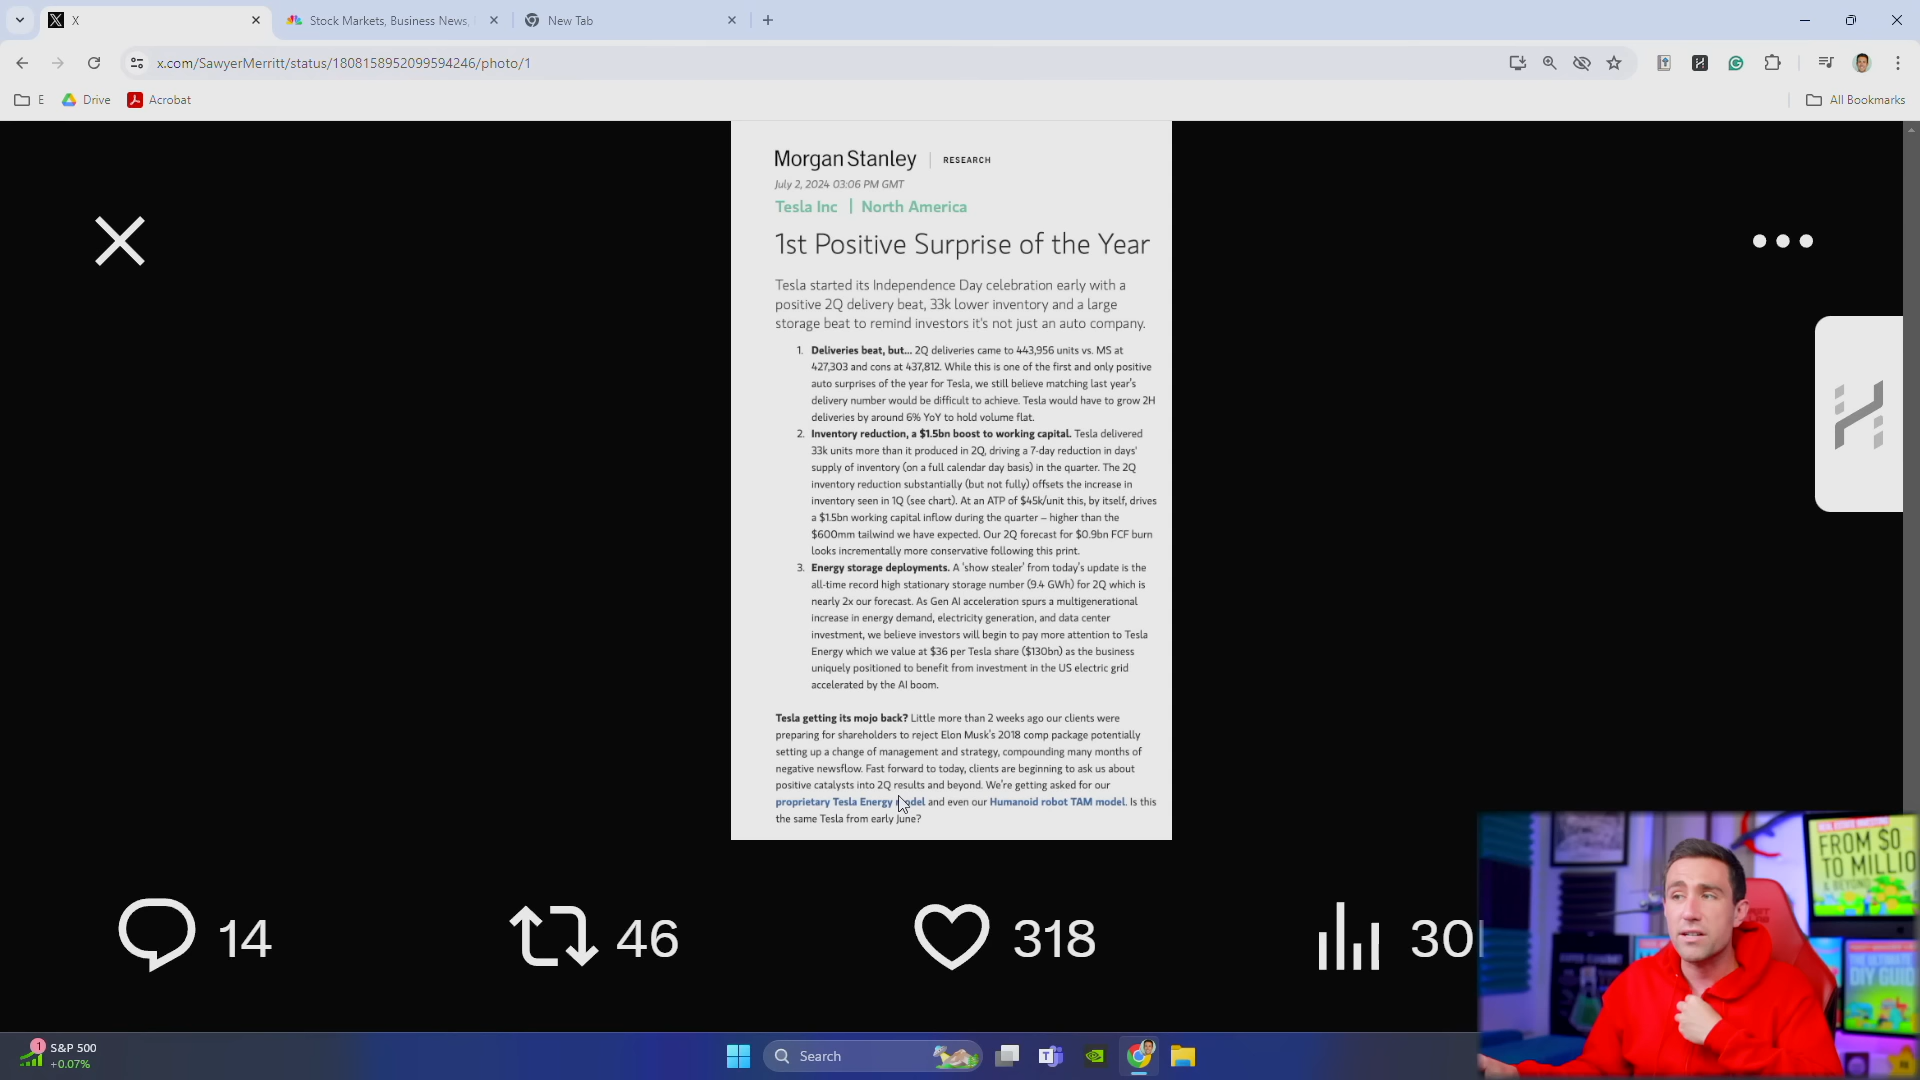 X
Stock Markets, Business News,
New Tab
x.com/SawyerMerritt/status/1808158952099594246/photo/1
E
Drive
Acrobat
All Bookmarks
Morgan Stanley | RESEARCH
July 2, 2024 03:06 PM GMT
Tesla Inc | North America
1st Positive Surprise of the Year
Tesla started its Independence Day celebration early with a
positive 2Q delivery beat, 33k lower inventory and a large
storage beat to remind investors it's not just an auto company.
1. Deliveries beat, but... 2Q deliveries came to 443,956 units vs. MS at
427,303 and cons at 437,812. While this is one of the first and only positive
auto surprises of the year for Tesla, we still believe matching last year's
delivery number would be difficult to achieve. Tesla would have to grow 2H
deliveries by around 6% YoY to hold volume flat.
2. Inventory reduction, a $1.5bn boost to working capital. Tesla delivered
33k units more than it produced in 2Q, driving a 7-day reduction in days'
supply of inventory (on a full calendar day basis) in the quarter. The 2Q
inventory reduction substantially (but not fully) offsets the increase in
inventory seen in 1Q (see chart). At an ATP of $45k/unit this, by itself, drives
a $1.5bn working capital inflow during the quarter – higher than the
$600mm tailwind we have expected. Our 2Q forecast for $0.9bn FCF burn
looks incrementally more conservative following this print.
3. Energy storage deployments. A 'show stealer' from today's update is the
all-time record high stationary storage number (9.4 GWh) for 2Q which is
nearly 2x our forecast. As Gen AI acceleration spurs a multigenerational
increase in energy demand, electricity generation, and data center
investment, we believe investors will begin to pay more attention to Tesla
Energy which we value at $36 per Tesla share ($130bn) as the business
uniquely positioned to benefit from investment in the US electric grid
accelerated by the AI boom.
Tesla getting its mojo back? Little more than 2 weeks ago our clients were
preparing for shareholders to reject Elon Musk's 2018 comp package potentially
setting up a change of management and strategy, compounding many months of
negative newsflow. Fast forward to today, clients are beginning to ask us about
positive catalysts into 2Q results and beyond. We're getting asked for our
proprietary Tesla Energy model and even our Humanoid robot TAM model. Is this
the same Tesla from early June?
14
46
318
30
FROM $0
TO MILLIO
& BEYOND
THE ULTIMATE
DIY GUID
1
S&P 500
+0.07%
Search